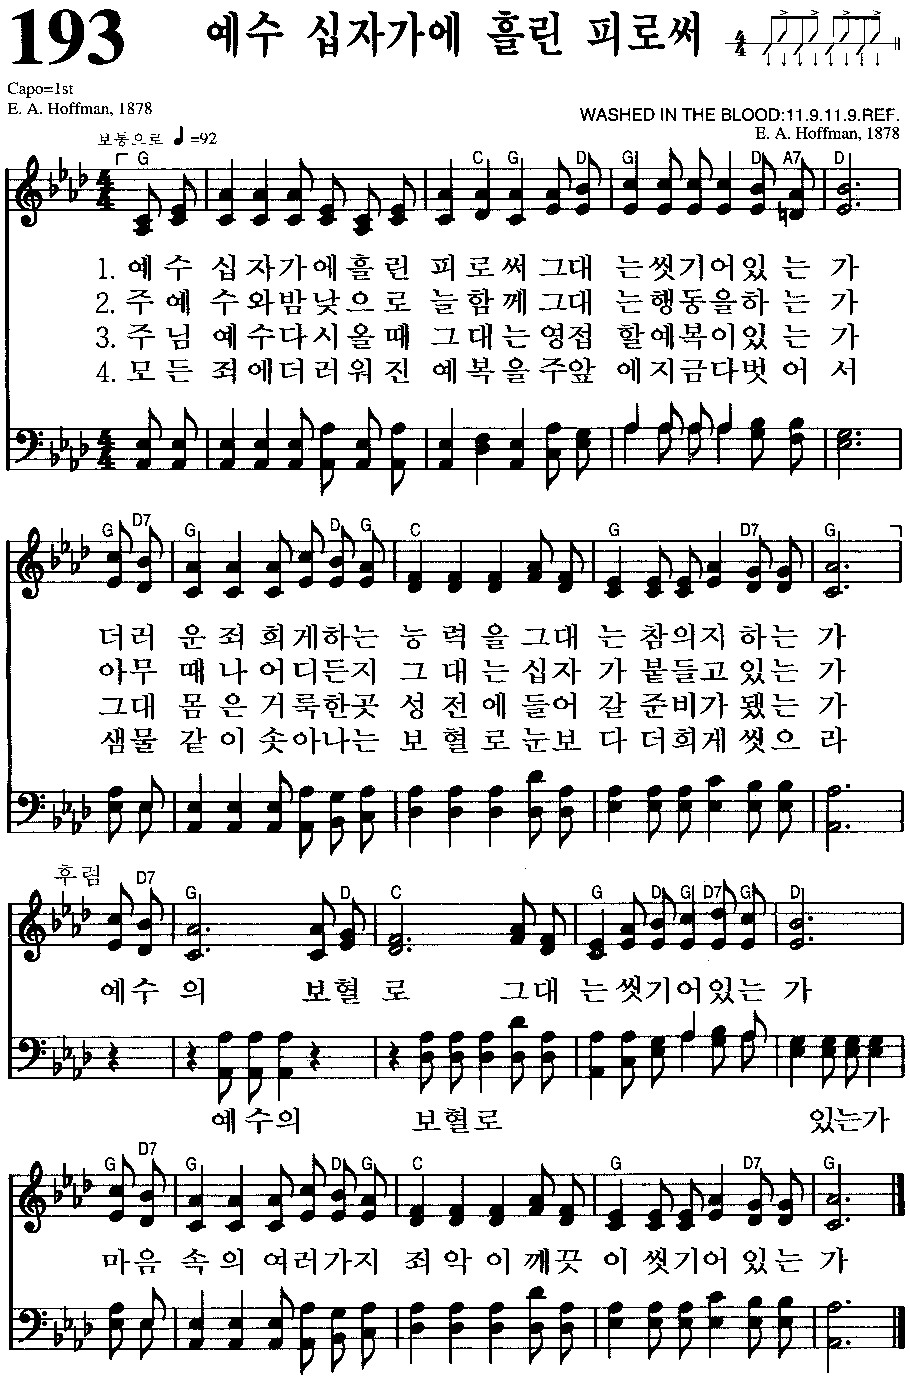 193 예수 십자가에 흘린 피로써
Capo=1st
E. A. Hoffman, 1878
WASHED IN THE BLOOD:11.9.11.9.REF.
E. A. Hoffman, 1878
보통으로 ♩=92
G C G D G D A7 D
1. 예수 십자가에흘린 피로써그대 는씻기어있는 가
2. 주예 수와밤낮으로 늘함께그대 는행동을하는 가
3. 주님 예수다시올때 그대는영접 할예복이있는 가
4. 모든 죄에더러워진 예복을주앞 에지금다벗어 서
G D7 G D G C G D7 G
더러 운죄희게하는 능력을그대 는참의지하는 가
아무 때나어디든지 그대는십자 가붙들고있는 가
그대 몸은거룩한곳 성전에들어 갈준비가됐는 가
샘물 같이솟아나는 보혈로눈보 다더희게씻으 라
후렴
D7 G D C G D G D7 G D
예수의 보혈로 그대 는씻기어있는 가
예수의 보혈로 있는가
G D7 G D G C G D7 G
마음 속의여러가지 죄악이깨끗 이씻기어있는 가